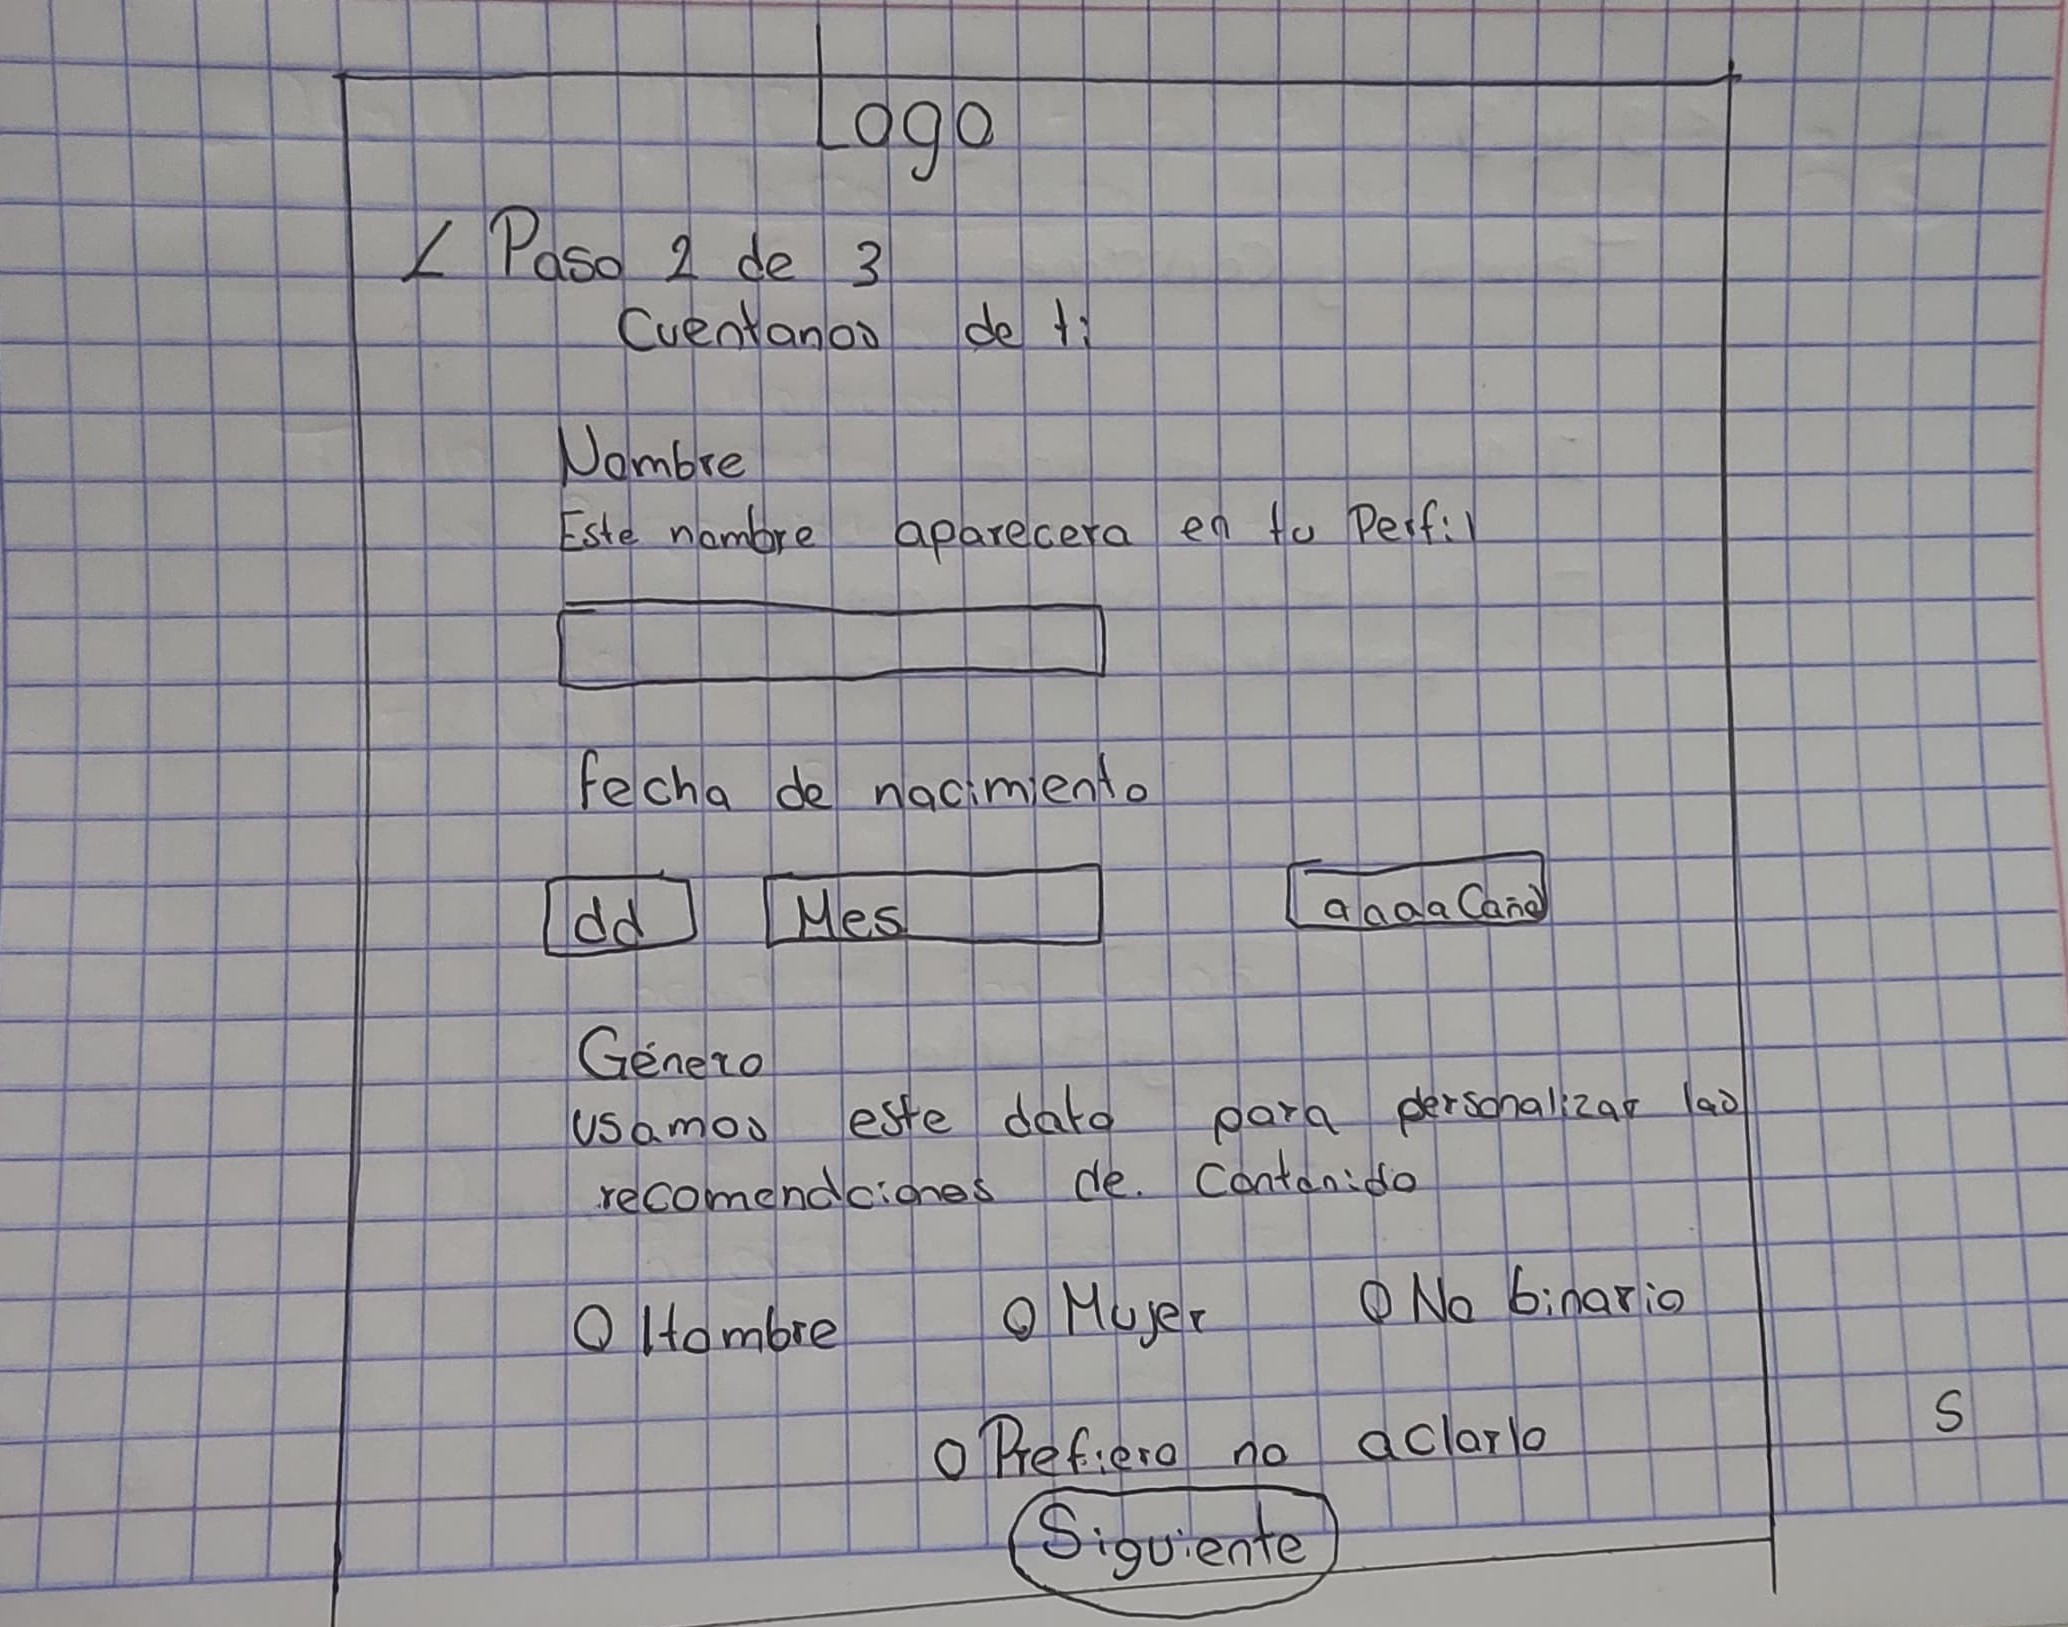 Logo
< Paso 2 de 3
Cuentanos de ti
Nombre
Este nombre aparecera en tu Perfil
fecha de nacimiento
dd Mes aaaa (año)
Género
usamos este dato para personalizar las
recomendciones de. Contenido
O Hombre O Mujer O No binario
S
O Prefiero no aclarlo
Siguiente